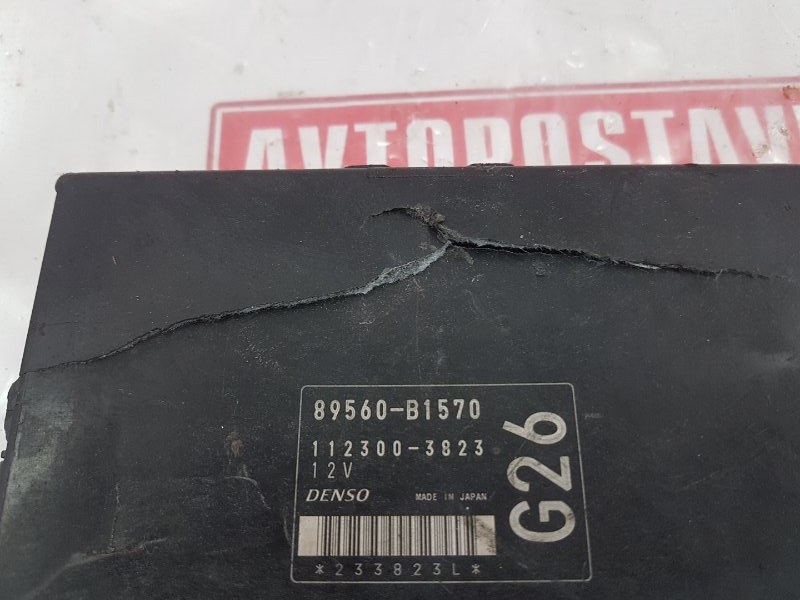 AVTOPOSTAV
89560-B1570
112300-3823
12V
DENSO MADE IN JAPAN
G26
*233823L*